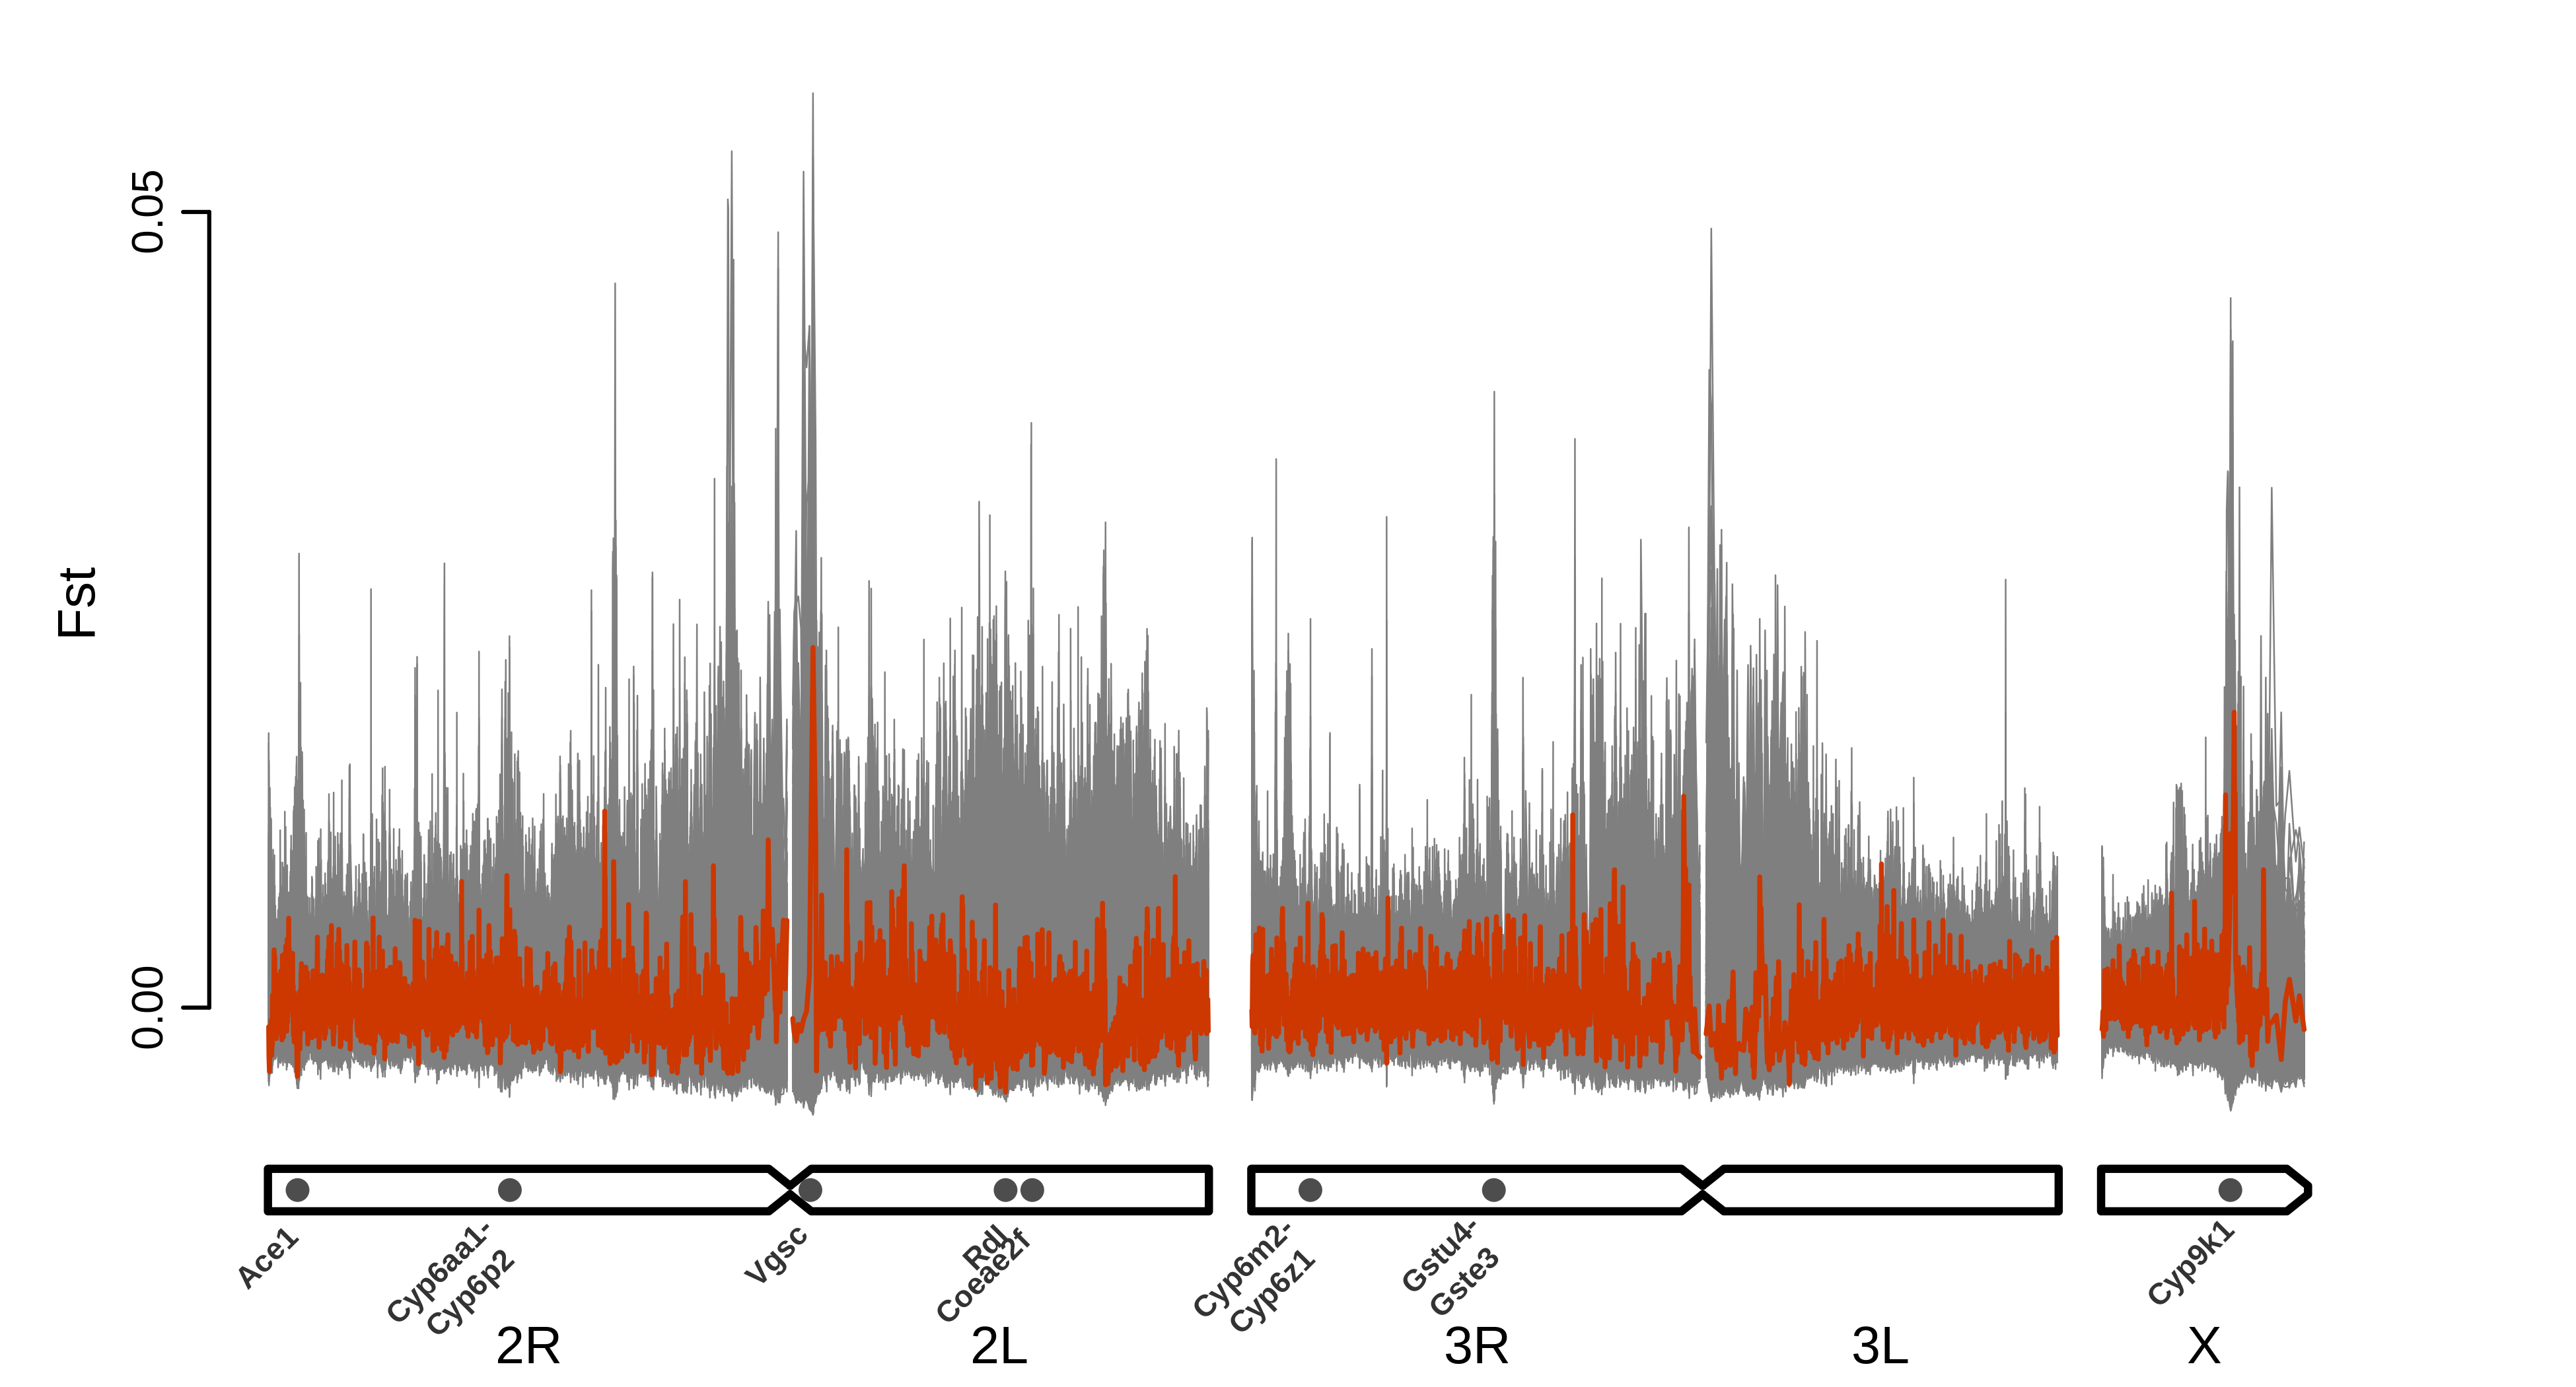 0.05
Fst
0.00
Ace1
Cyp6aa1-
Cyp6p2
Vgsc
Rdl
Coeae2f
Cyp6m2-
Cyp6z1
Gstu4-
Gste3
Cyp9k1
2R
2L
3R
3L
X